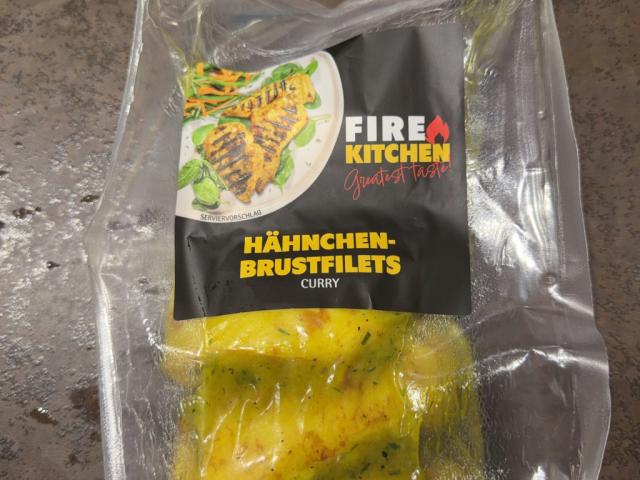 FIRE
KITCHEN
Greatest taste!
SERVIERVORSCHLAG
HÄHNCHEN-
BRUSTFILETS
CURRY